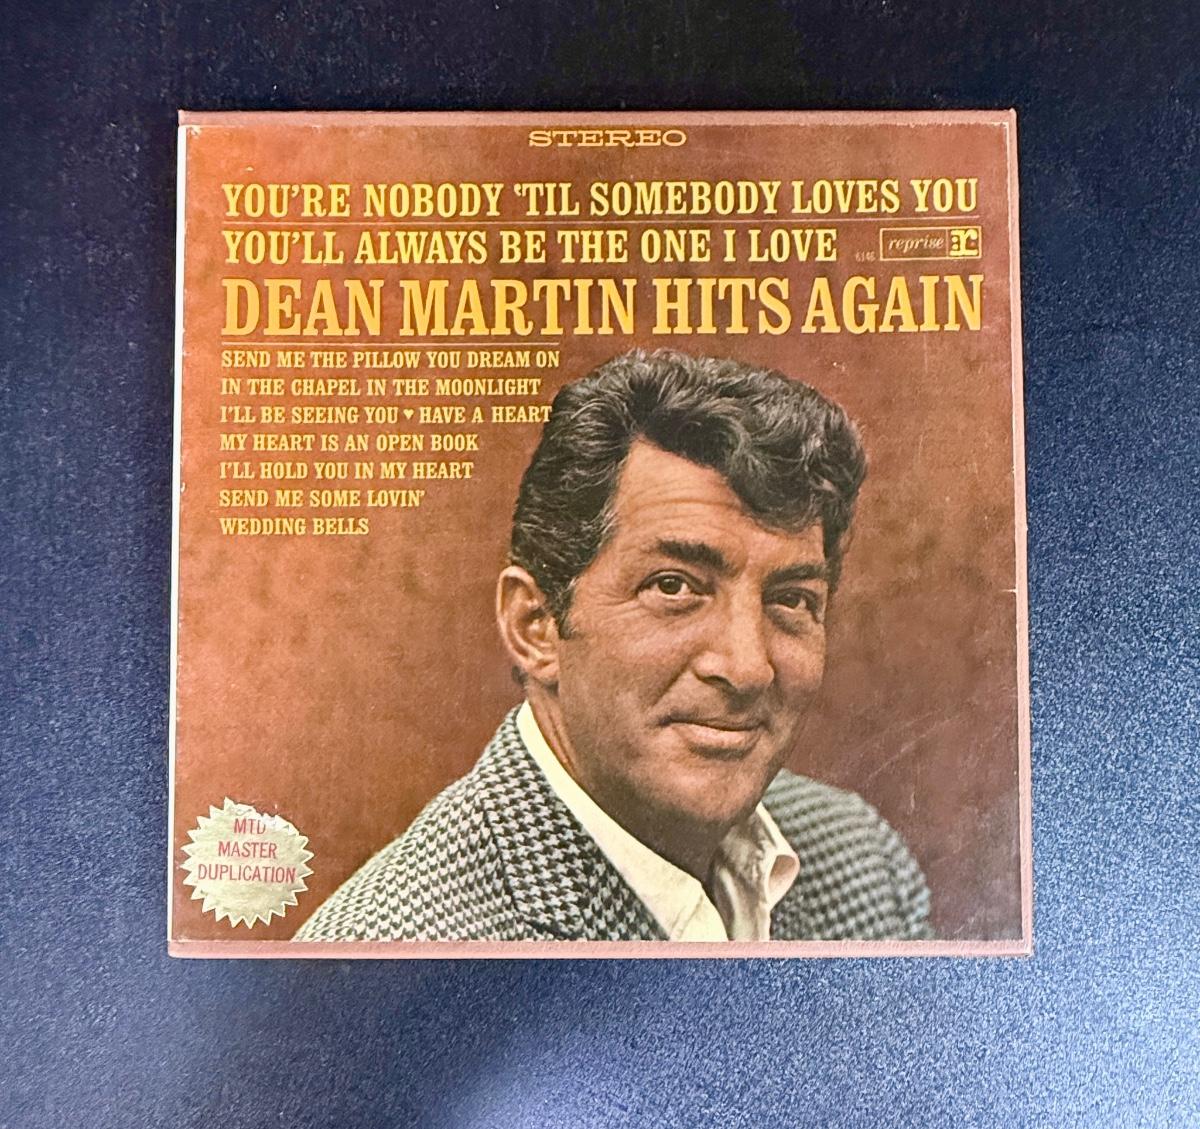 STEREO
YOU'RE NOBODY 'TIL SOMEBODY LOVES YOU
YOU'LL ALWAYS BE THE ONE I LOVE
6146
reprise r:
DEAN MARTIN HITS AGAIN
SEND ME THE PILLOW YOU DREAM ON
IN THE CHAPEL IN THE MOONLIGHT
I'LL BE SEEING YOU ♥ HAVE A HEART
MY HEART IS AN OPEN BOOK
I'LL HOLD YOU IN MY HEART
SEND ME SOME LOVIN'
WEDDING BELLS
MTD
MASTER
DUPLICATION